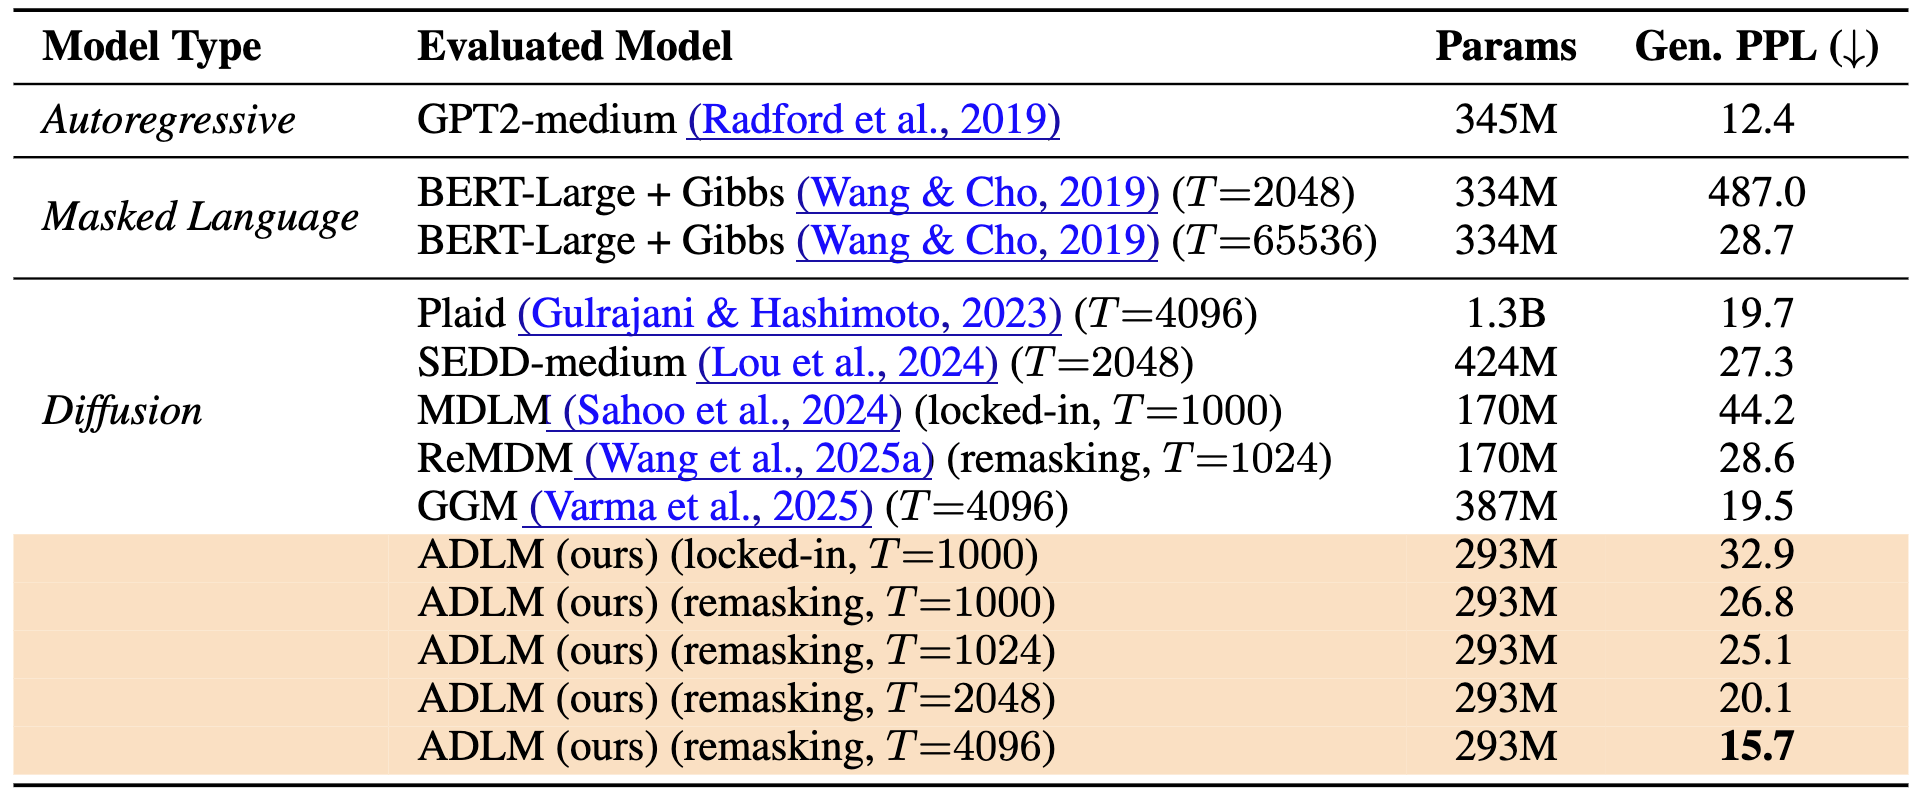 Model Type Evaluated Model Params Gen. PPL (↓)
Autoregressive GPT2-medium (Radford et al., 2019) 345M 12.4
Masked Language BERT-Large + Gibbs (Wang & Cho, 2019) (T=2048) 334M 487.0
BERT-Large + Gibbs (Wang & Cho, 2019) (T=65536) 334M 28.7
Plaid (Gulrajani & Hashimoto, 2023) (T=4096) 1.3B 19.7
SEDD-medium (Lou et al., 2024) (T=2048) 424M 27.3
Diffusion MDLM (Sahoo et al., 2024) (locked-in, T=1000) 170M 44.2
ReMDM (Wang et al., 2025a) (remasking, T=1024) 170M 28.6
GGM (Varma et al., 2025) (T=4096) 387M 19.5
ADLM (ours) (locked-in, T=1000) 293M 32.9
ADLM (ours) (remasking, T=1000) 293M 26.8
ADLM (ours) (remasking, T=1024) 293M 25.1
ADLM (ours) (remasking, T=2048) 293M 20.1
ADLM (ours) (remasking, T=4096) 293M 15.7